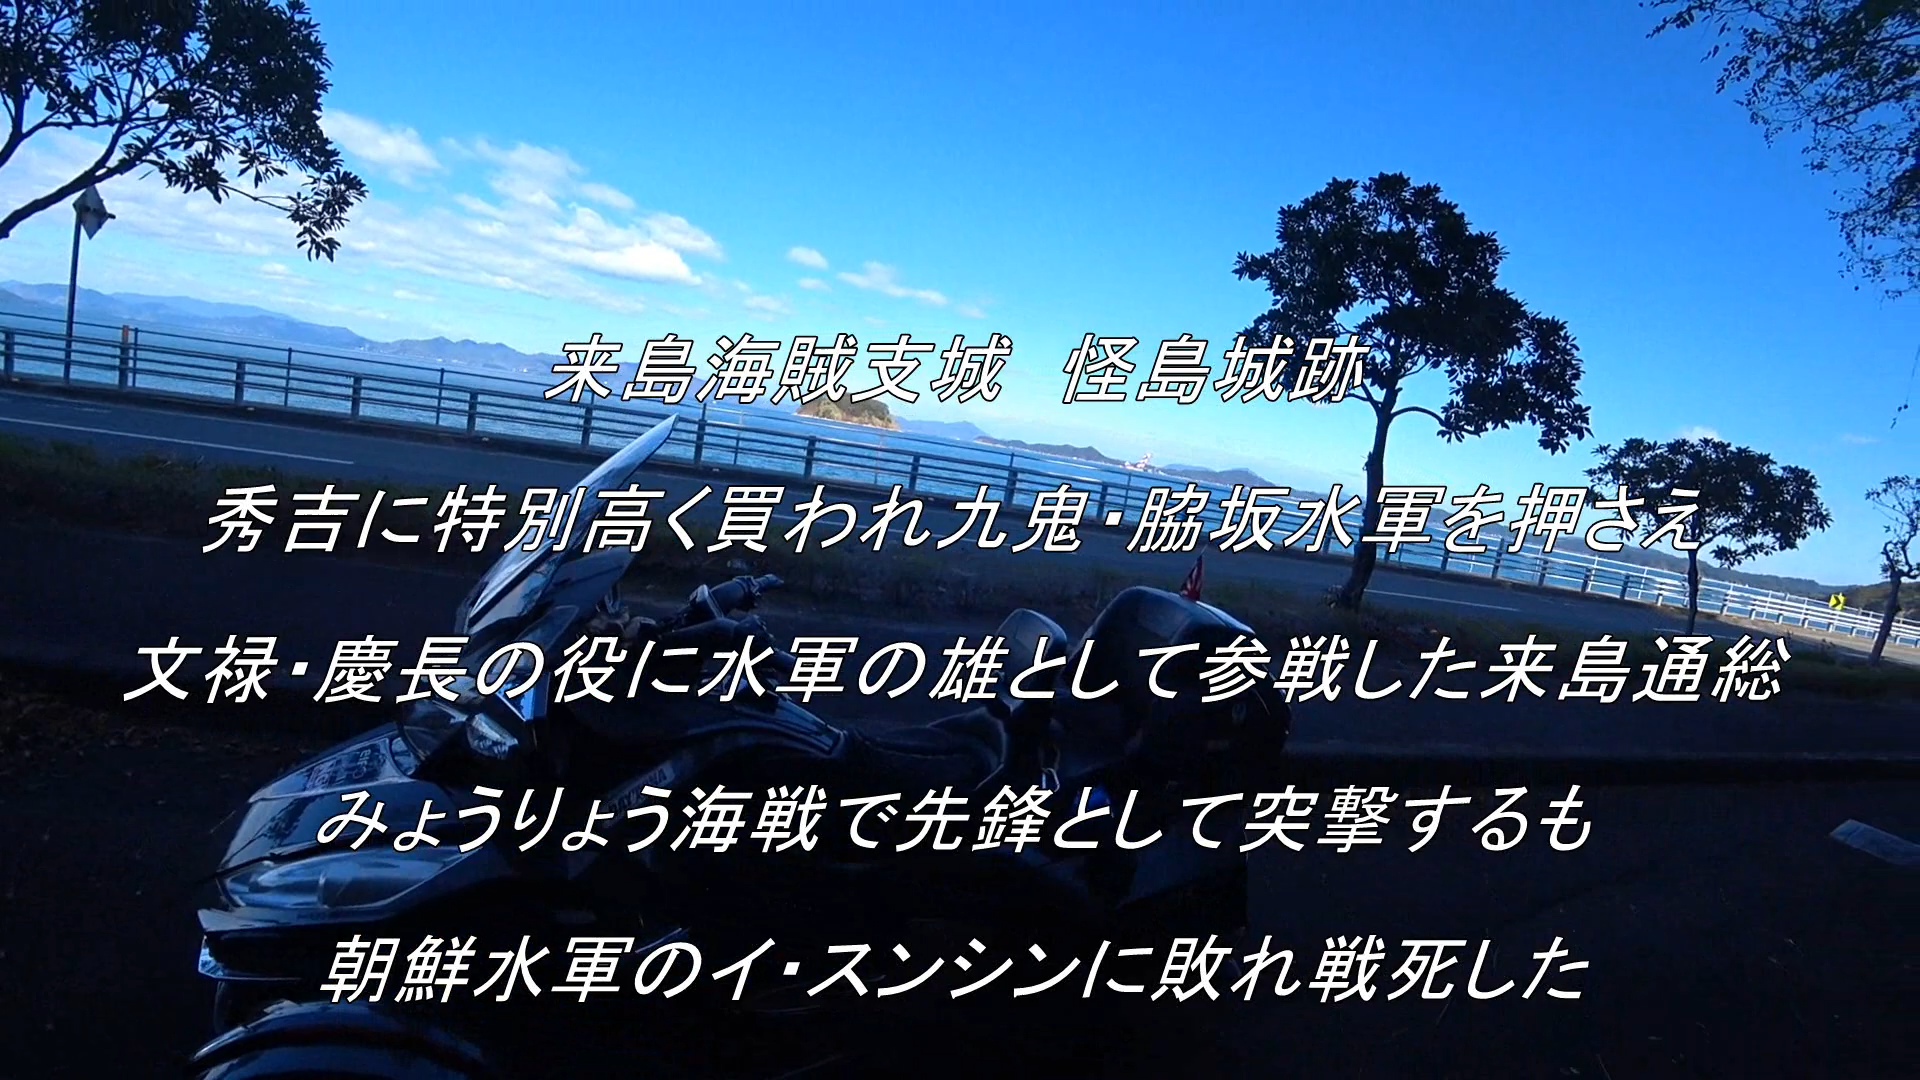 来島海賊支城　怪島城跡
秀吉に特別高く買われ九鬼・脇坂水軍を押さえ
文禄・慶長の役に水軍の雄として参戦した来島通総
みょうりょう海戦で先鋒として突撃するも
朝鮮水軍のイ・スンシンに敗れ戦死した